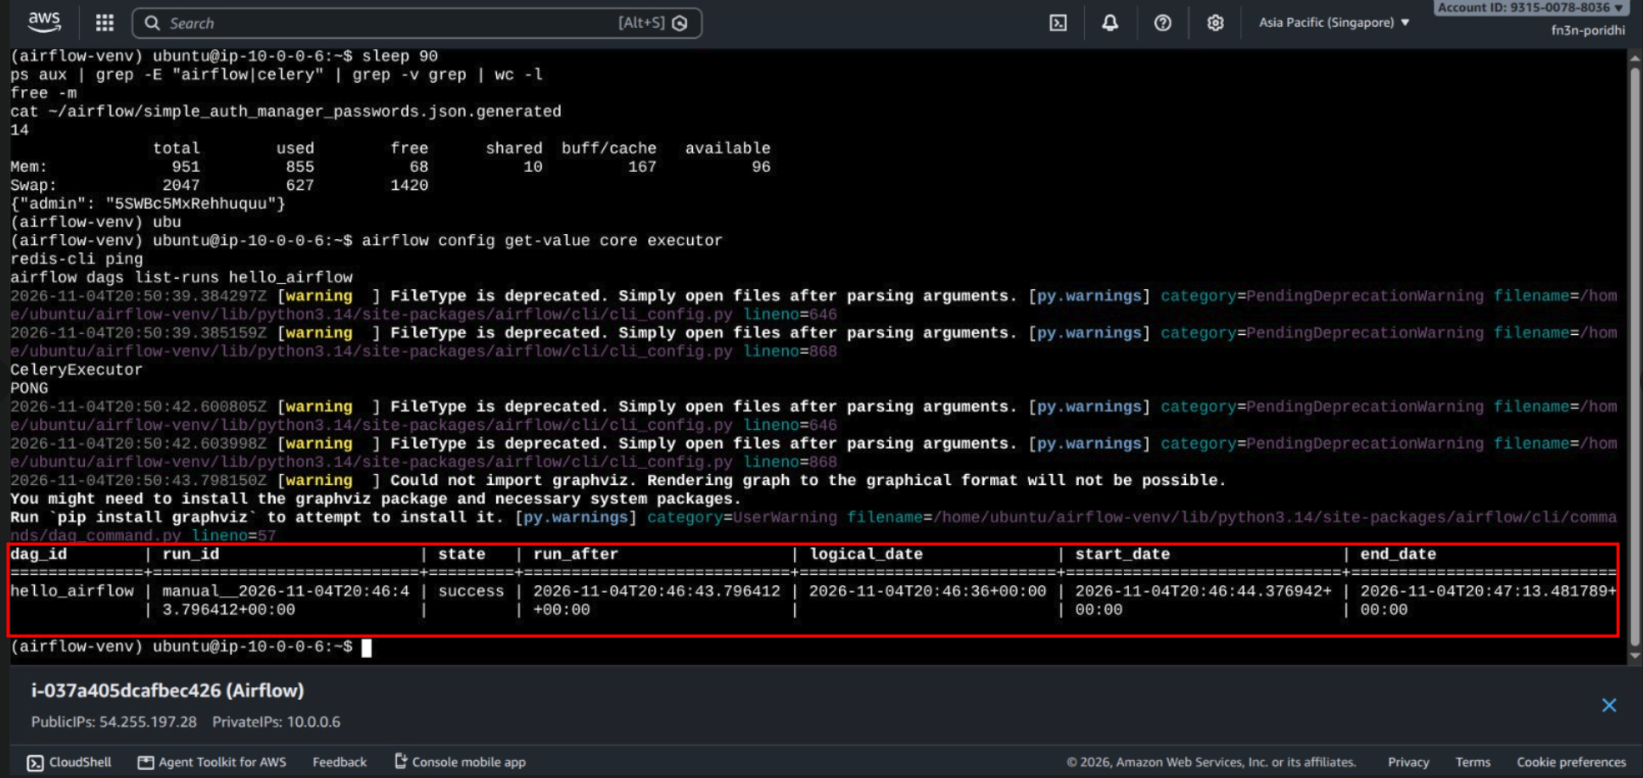 aws
Search
[Alt+S]
Asia Pacific (Singapore) ▼
Account ID: 9315-0078-8036 ▼
fn3n-poridhi
(airflow-venv) ubuntu@ip-10-0-0-6:~$ sleep 90
ps aux | grep -E "airflow|celery" | grep -v grep | wc -l
free -m
cat ~/airflow/simple_auth_manager_passwords.json.generated
14
total used free shared buff/cache available
Mem: 951 855 68 10 167 96
Swap: 2047 627 1420
{"admin": "5SWBc5MxRehhuquu"}
(airflow-venv) ubu
(airflow-venv) ubuntu@ip-10-0-0-6:~$ airflow config get-value core executor
redis-cli ping
airflow dags list-runs hello_airflow
2026-11-04T20:50:39.384297Z [warning ] FileType is deprecated. Simply open files after parsing arguments. [py.warnings] category=PendingDeprecationWarning filename=/hom
e/ubuntu/airflow-venv/lib/python3.14/site-packages/airflow/cli/cli_config.py lineno=646
2026-11-04T20:50:39.385159Z [warning ] FileType is deprecated. Simply open files after parsing arguments. [py.warnings] category=PendingDeprecationWarning filename=/hom
e/ubuntu/airflow-venv/lib/python3.14/site-packages/airflow/cli/cli_config.py lineno=868
CeleryExecutor
PONG
2026-11-04T20:50:42.600805Z [warning ] FileType is deprecated. Simply open files after parsing arguments. [py.warnings] category=PendingDeprecationWarning filename=/hom
e/ubuntu/airflow-venv/lib/python3.14/site-packages/airflow/cli/cli_config.py lineno=646
2026-11-04T20:50:42.603998Z [warning ] FileType is deprecated. Simply open files after parsing arguments. [py.warnings] category=PendingDeprecationWarning filename=/hom
e/ubuntu/airflow-venv/lib/python3.14/site-packages/airflow/cli/cli_config.py lineno=868
2026-11-04T20:50:43.798150Z [warning ] Could not import graphviz. Rendering graph to the graphical format will not be possible.
You might need to install the graphviz package and necessary system packages.
Run `pip install graphviz` to attempt to install it. [py.warnings] category=UserWarning filename=/home/ubuntu/airflow-venv/lib/python3.14/site-packages/airflow/cli/comma
nds/dag_command.py lineno=57
dag_id | run_id | state | run_after | logical_date | start_date | end_date
==============+============================+=========+============================+===========================+=============================+============================
hello_airflow | manual__2026-11-04T20:46:4 | success | 2026-11-04T20:46:43.796412 | 2026-11-04T20:46:36+00:00 | 2026-11-04T20:46:44.376942+ | 2026-11-04T20:47:13.481789+
| 3.796412+00:00 | | +00:00 | | 00:00 | 00:00
(airflow-venv) ubuntu@ip-10-0-0-6:~$
i-037a405dcafbec426 (Airflow)
PublicIPs: 54.255.197.28 PrivateIPs: 10.0.0.6
CloudShell Agent Toolkit for AWS Feedback Console mobile app © 2026, Amazon Web Services, Inc. or its affiliates. Privacy Terms Cookie preferences